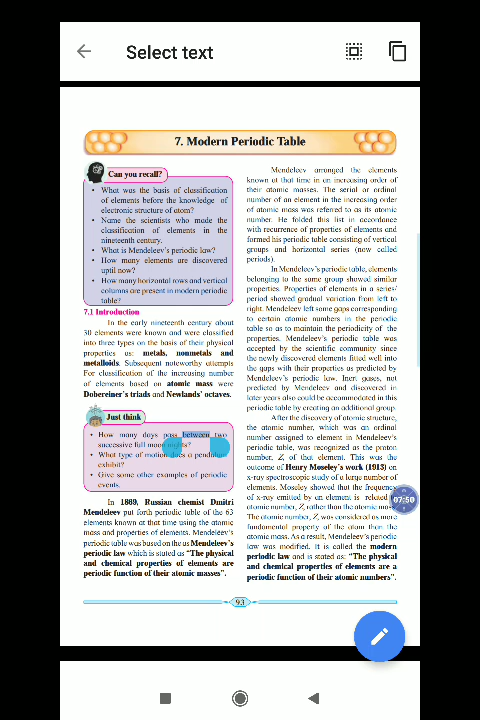 Select text
7. Modern Periodic Table
Can you recall?
• What was the basis of classification
of elements before the knowledge of
electronic structure of atom?
• Name the scientists who made the
classification of elements in the
nineteenth century.
• What is Mendeleev's periodic law?
• How many elements are discovered
uptil now?
• How many horizontal rows and vertical
columns are present in modern periodic
table?
7.1 Introduction
In the early nineteenth century about
30 elements were known and were classified
into three types on the basis of their physical
properties as: metals, nonmetals and
metalloids. Subsequent noteworthy attempts
For classification of the increasing number
of elements based on atomic mass were
Dobereiner's triads and Newlands' octaves.
Just think
• How many days pass between two
successive full moon nights?
• What type of motion does a pendulum
exhibit?
• Give some other examples of periodic
events.
In 1869, Russian chemist Dmitri
Mendeleev put forth periodic table of the 63
elements known at that time using the atomic
mass and properties of elements. Mendeleev's
periodic table was based on the as Mendeleev's
periodic law which is stated as "The physical
and chemical properties of elements are
periodic function of their atomic masses".
Mendeleev arranged the elements
known at that time in an increasing order of
their atomic masses. The serial or ordinal
number of an element in the increasing order
of atomic mass was referred to as its atomic
number. He folded this list in accordance
with recurrence of properties of elements and
formed his periodic table consisting of vertical
groups and horizontal series (now called
periods).
In Mendeleev's periodic table, elements
belonging to the same group showed similar
properties. Properties of elements in a series/
period showed gradual variation from left to
right. Mendeleev left some gaps corresponding
to certain atomic numbers in the periodic
table so as to maintain the periodicity of the
properties. Mendeleev's periodic table was
accepted by the scientific community since
the newly discovered elements fitted well into
the gaps with their properties as predicted by
Mendeleev's periodic law. Inert gases, not
predicted by Mendeleev and discovered in
later years also could be accommodated in this
periodic table by creating an additional group.
After the discovery of atomic structure,
the atomic number, which was an ordinal
number assigned to element in Mendeleev's
periodic table, was recognized as the proton
number, Z, of that element. This was the
outcome of Henry Moseley's work (1913) on
x-ray spectroscopic study of a large number of
elements. Moseley showed that the frequency
of x-ray emitted by an element is related
atomic number, Z, rather than the atomic mass.
The atomic number, Z, was considered as more
fundamental property of the atom than the
atomic mass. As a result, Mendeleev's periodic
law was modified. It is called the modern
periodic law and is stated as: "The physical
and chemical properties of elements are a
periodic function of their atomic numbers".
07:50
93